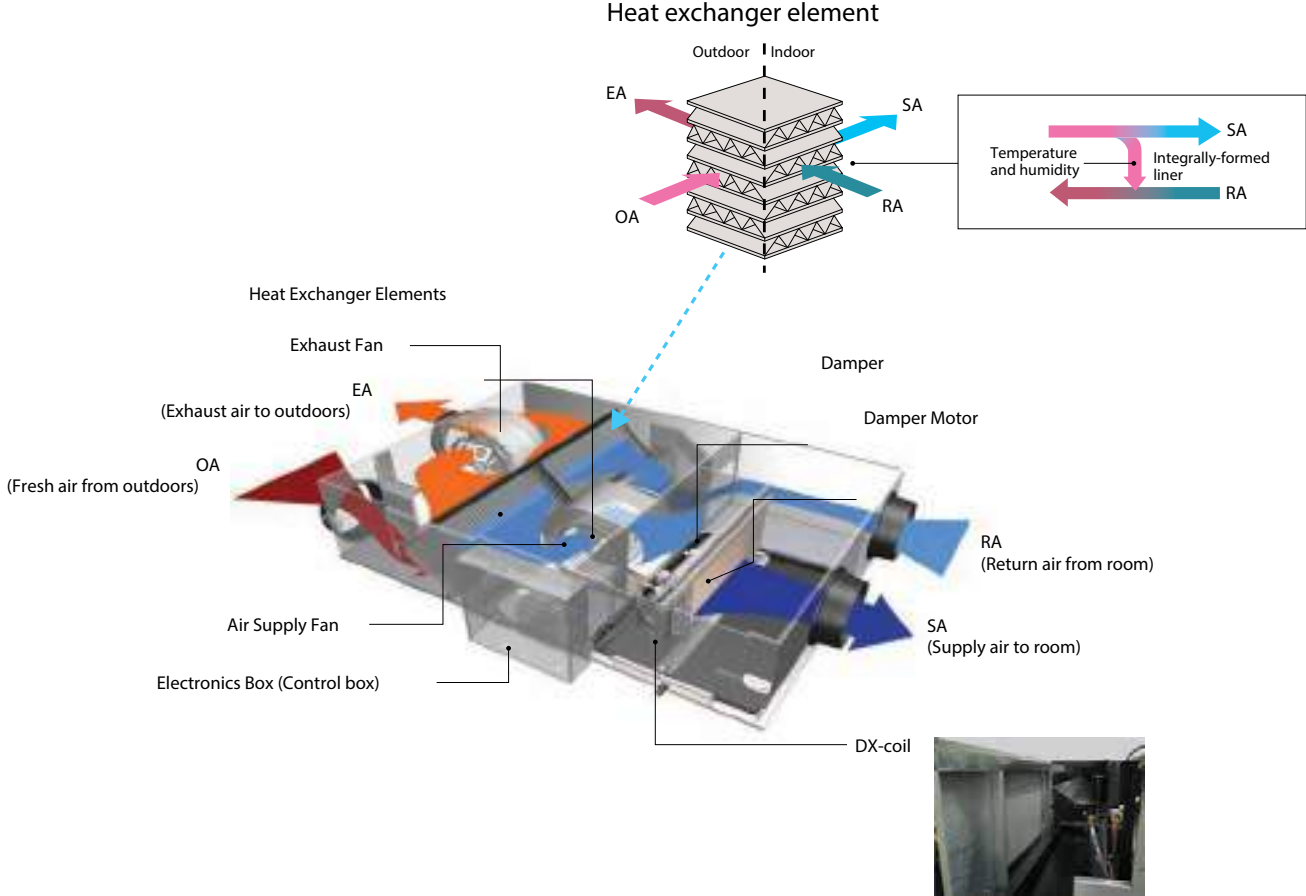 Heat exchanger element
Outdoor
Indoor
EA
SA
OA
RA
SA
Temperature
and humidity
Integrally-formed
liner
RA
Heat Exchanger Elements
Exhaust Fan
EA
(Exhaust air to outdoors)
OA
(Fresh air from outdoors)
Damper
Damper Motor
RA
(Return air from room)
SA
(Supply air to room)
Air Supply Fan
Electronics Box (Control box)
DX-coil